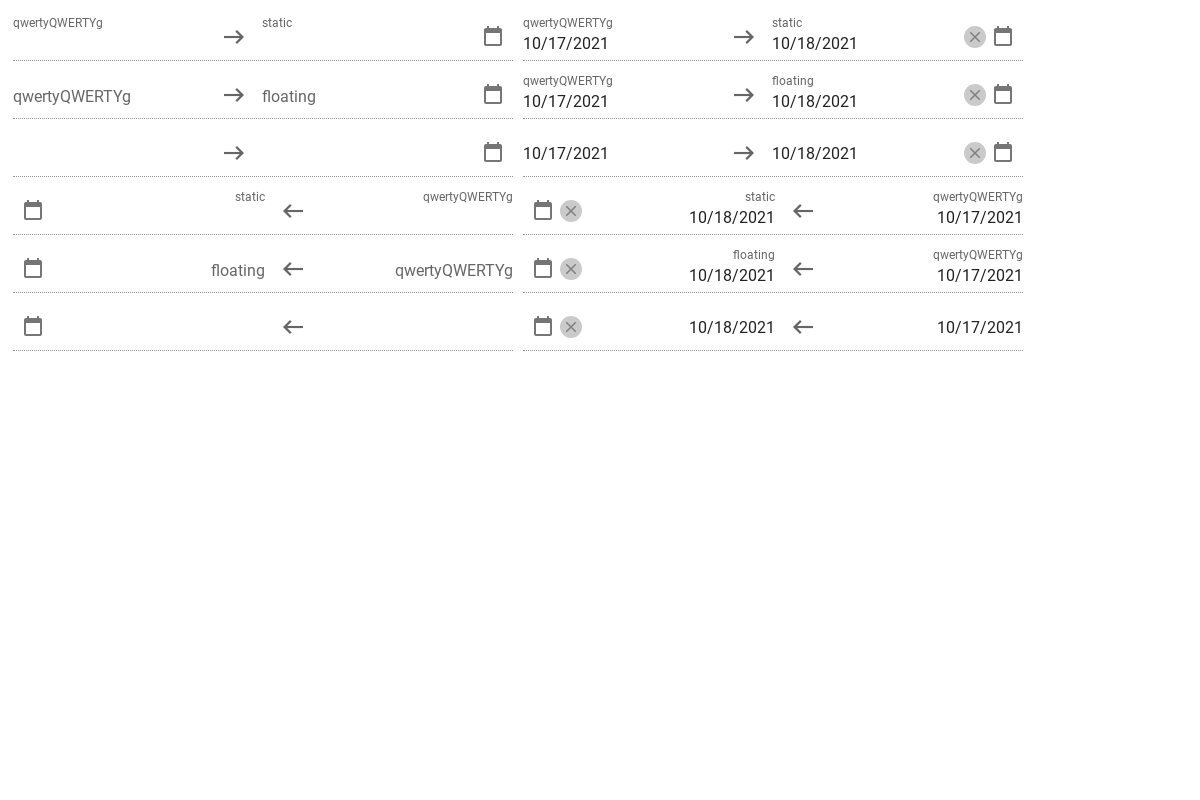 qwertyQWERTYg static qwertyQWERTYg static
10/17/2021 10/18/2021
qwertyQWERTYg floating qwertyQWERTYg floating
10/17/2021 10/18/2021
10/17/2021 10/18/2021
static qwertyQWERTYg static qwertyQWERTYg
10/18/2021 10/17/2021
floating qwertyQWERTYg floating qwertyQWERTYg
10/18/2021 10/17/2021
10/18/2021 10/17/2021